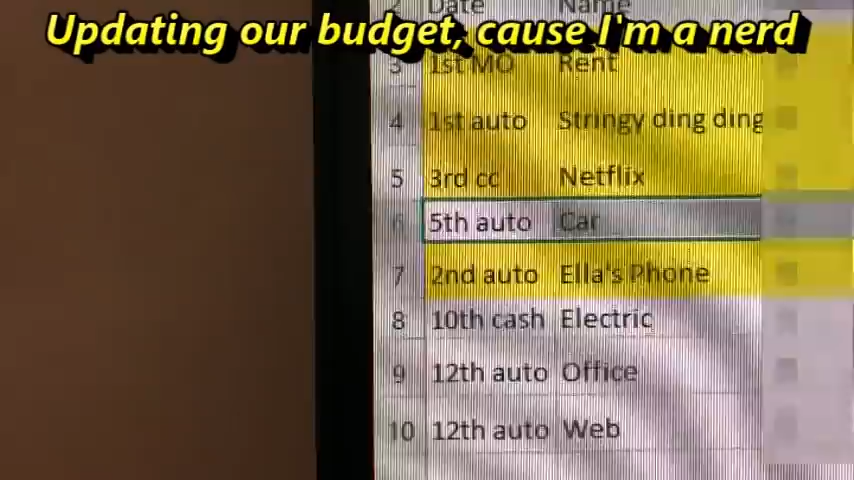 Updating our budget, cause I'm a nerd
2 Date Name
3 1st MO Rent
4 1st auto Stringy ding ding
5 3rd cc Netflix
6 5th auto Car
7 2nd auto Ella's Phone
8 10th cash Electric
9 12th auto Office
10 12th auto Web